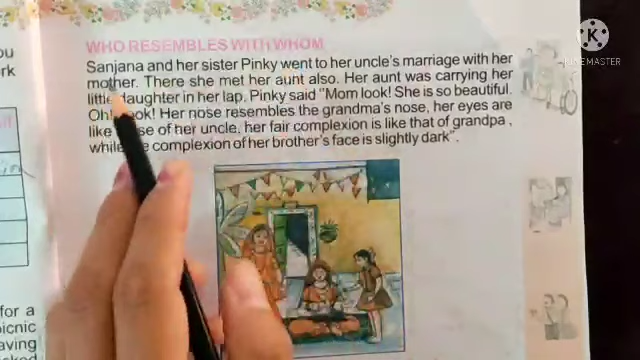 WHO RESEMBLES WITH WHOM
Sanjana and her sister Pinky went to her uncle's marriage with her
mother. There she met her aunt also. Her aunt was carrying her
little daughter in her lap. Pinky said "Mom look! She is so beautiful.
Oh! look! Her nose resembles the grandma's nose, her eyes are
like of her uncle, her fair complexion is like that of grandpa,
while complexion of her brother's face is slightly dark".
for a
picnic
aving
K
KINEMASTER